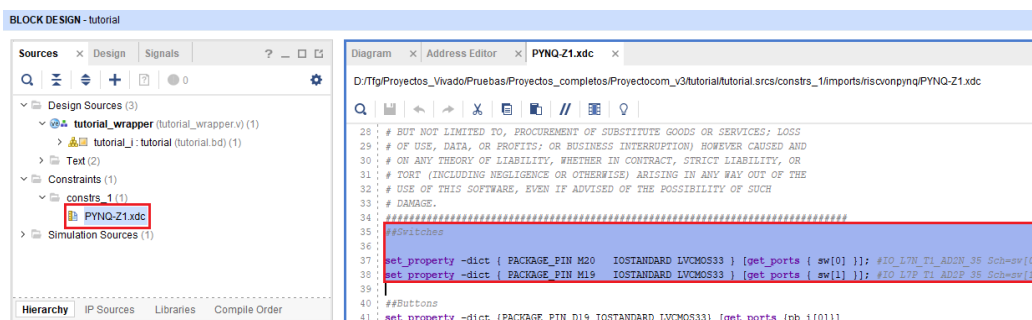 BLOCK DESIGN - tutorial
Sources × Design Signals ? _
0
Design Sources (3)
tutorial_wrapper (tutorial_wrapper.v) (1)
tutorial_i : tutorial (tutorial.bd) (1)
Text (2)
Constraints (1)
constrs_1 (1)
PYNQ-Z1.xdc
Simulation Sources (1)
Hierarchy IP Sources Libraries Compile Order
Diagram × Address Editor × PYNQ-Z1.xdc ×
D:/Tfg/Proyectos_Vivado/Pruebas/Proyectos_completos/Proyectocom_v3/tutorial/tutorial.srcs/constrs_1/imports/riscvonpynq/PYNQ-Z1.xdc
28 # BUT NOT LIMITED TO, PROCUREMENT OF SUBSTITUTE GOODS OR SERVICES; LOSS
29 # OF USE, DATA, OR PROFITS; OR BUSINESS INTERRUPTION) HOWEVER CAUSED AND
30 # ON ANY THEORY OF LIABILITY, WHETHER IN CONTRACT, STRICT LIABILITY, OR
31 # TORT (INCLUDING NEGLIGENCE OR OTHERWISE) ARISING IN ANY WAY OUT OF THE
32 # USE OF THIS SOFTWARE, EVEN IF ADVISED OF THE POSSIBILITY OF SUCH
33 # DAMAGE.
34 ###########################################################################
35 ##Switches
36
37 set_property -dict { PACKAGE_PIN M20 IOSTANDARD LVCMOS33 } [get_ports { sw[0] }]; #IO_L7N_T1_AD2N_35 Sch=sw[0
38 set_property -dict { PACKAGE_PIN M19 IOSTANDARD LVCMOS33 } [get_ports { sw[1] }]; #IO_L7P_T1_AD2P_35 Sch=sw[1
39
40 ##Buttons
41 set_property -dict {PACKAGE_PIN D19 IOSTANDARD LVCMOS33} [get_ports {pb_i[0]}]